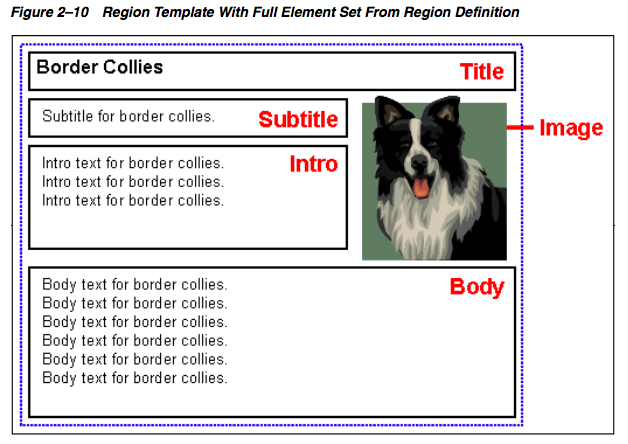 Figure 2–10 Region Template With Full Element Set From Region Definition
Border Collies
Title
Subtitle for border collies.
Subtitle
Image
Intro text for border collies.
Intro text for border collies.
Intro text for border collies.
Intro
Body text for border collies.
Body text for border collies.
Body text for border collies.
Body text for border collies.
Body text for border collies.
Body text for border collies.
Body